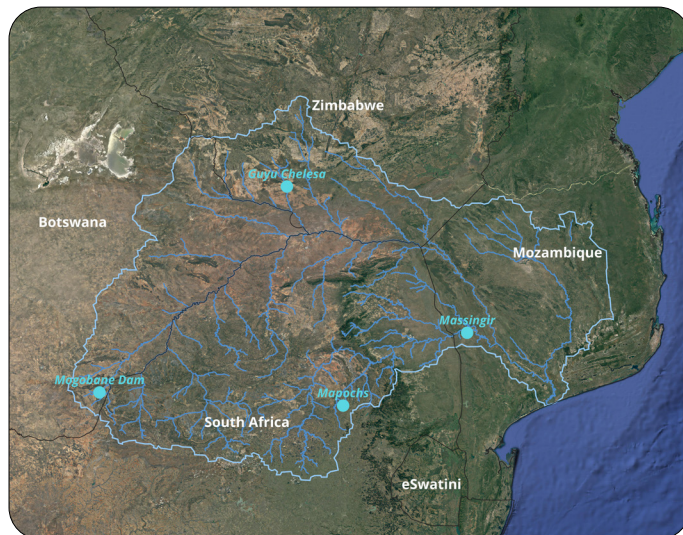 Zimbabwe
Guyu Chelesa
Botswana
Mozambique
Massingir
Mogobane Dam
Mapochs
South Africa
eSwatini